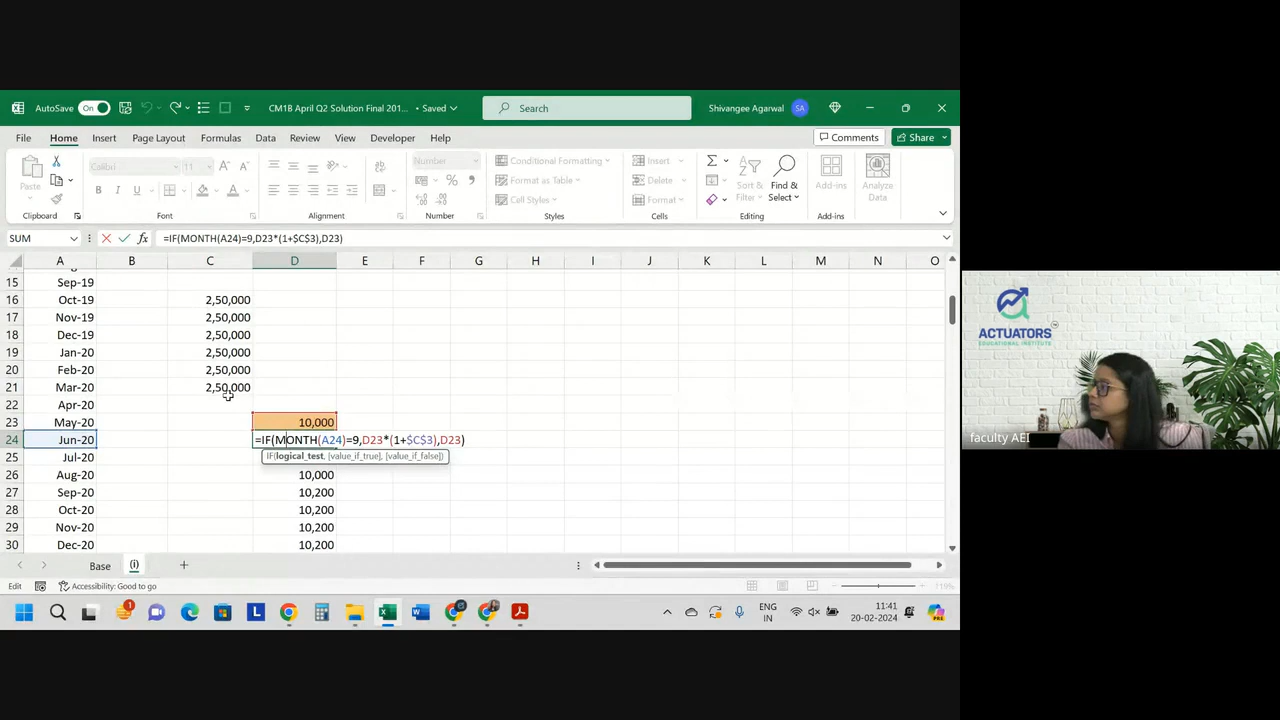 AutoSave On CM1B April Q2 Solution Final 201... • Saved Search Shivangee Agarwal SA
File Home Insert Page Layout Formulas Data Review View Developer Help Comments Share
Calibri 11 Number Conditional Formatting Insert
Paste Format as Table Delete Sort & Filter Find & Select Add-ins Analyze Data
B I U Cell Styles Format
Clipboard Font Alignment Number Styles Cells Editing Add-ins
SUM fx =IF(MONTH(A24)=9,D23*(1+$C$3),D23)
A B C D E F G H I J K L M N O
15 Sep-19
16 Oct-19 2,50,000
17 Nov-19 2,50,000
18 Dec-19 2,50,000
19 Jan-20 2,50,000
20 Feb-20 2,50,000
21 Mar-20 2,50,000
22 Apr-20
23 May-20 10,000
24 Jun-20 =IF(MONTH(A24)=9,D23*(1+$C$3),D23)
25 Jul-20 IF(logical_test, [value_if_true], [value_if_false])
26 Aug-20 10,000
27 Sep-20 10,200
28 Oct-20 10,200
29 Nov-20 10,200
30 Dec-20 10,200
Base (i)
Edit Accessibility: Good to go
ENG IN 11:41 20-02-2024
ACTUATORS
EDUCATIONAL INSTITUTE
faculty AEI